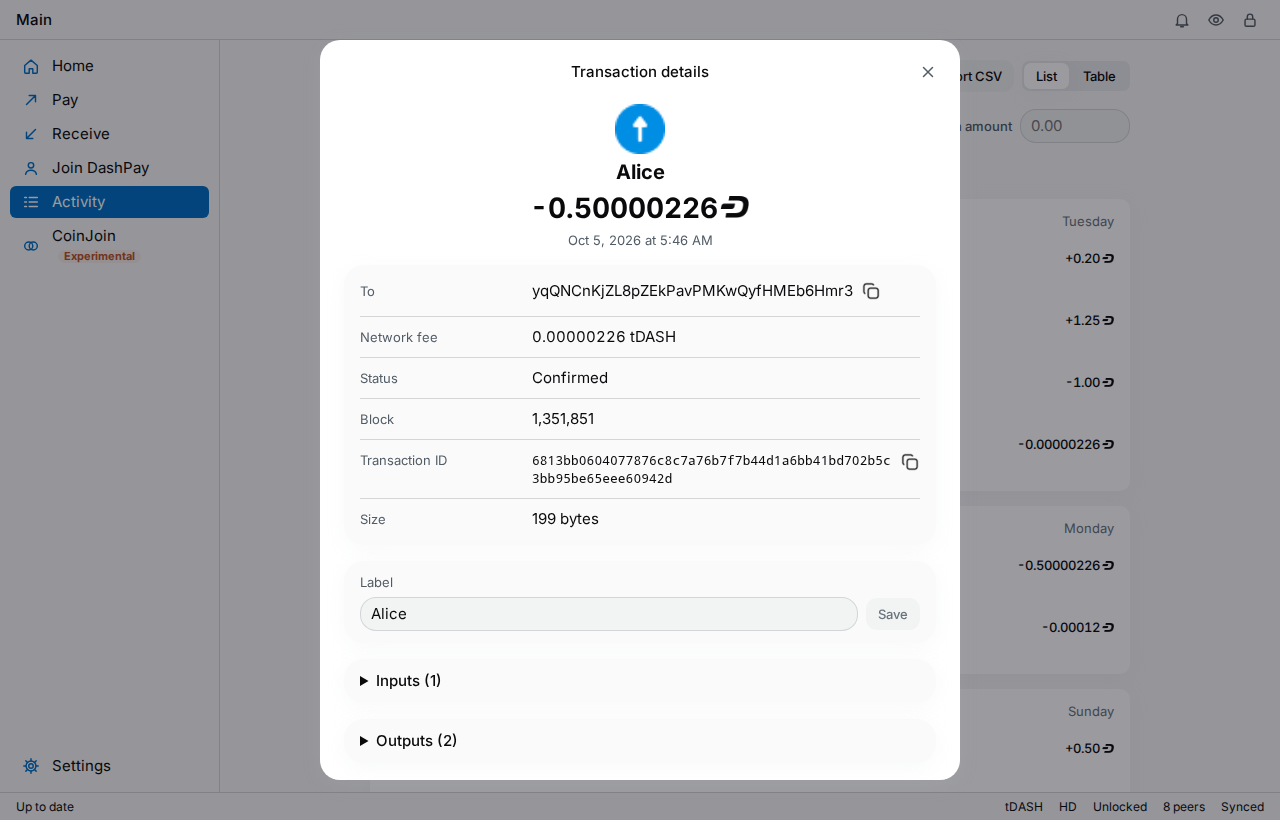 Main
Home
Pay
Receive
Join DashPay
Activity
CoinJoin
Experimental
Settings
Transaction details
Alice
-0.50000226
Oct 5, 2026 at 5:46 AM
To yqQNCnKjZL8pZEkPavPMKwQyfHMEb6Hmr3
Network fee 0.00000226 tDASH
Status Confirmed
Block 1,351,851
Transaction ID 6813bb0604077876c8c7a76b7f7b44d1a6bb41bd702b5c
3bb95be65eee60942d
Size 199 bytes
Label
Alice Save
Inputs (1)
Outputs (2)
CSV List Table
amount 0.00
Tuesday
+0.20
+1.25
-1.00
-0.00000226
Monday
-0.50000226
-0.00012
Sunday
+0.50
Up to date tDASH HD Unlocked 8 peers Synced